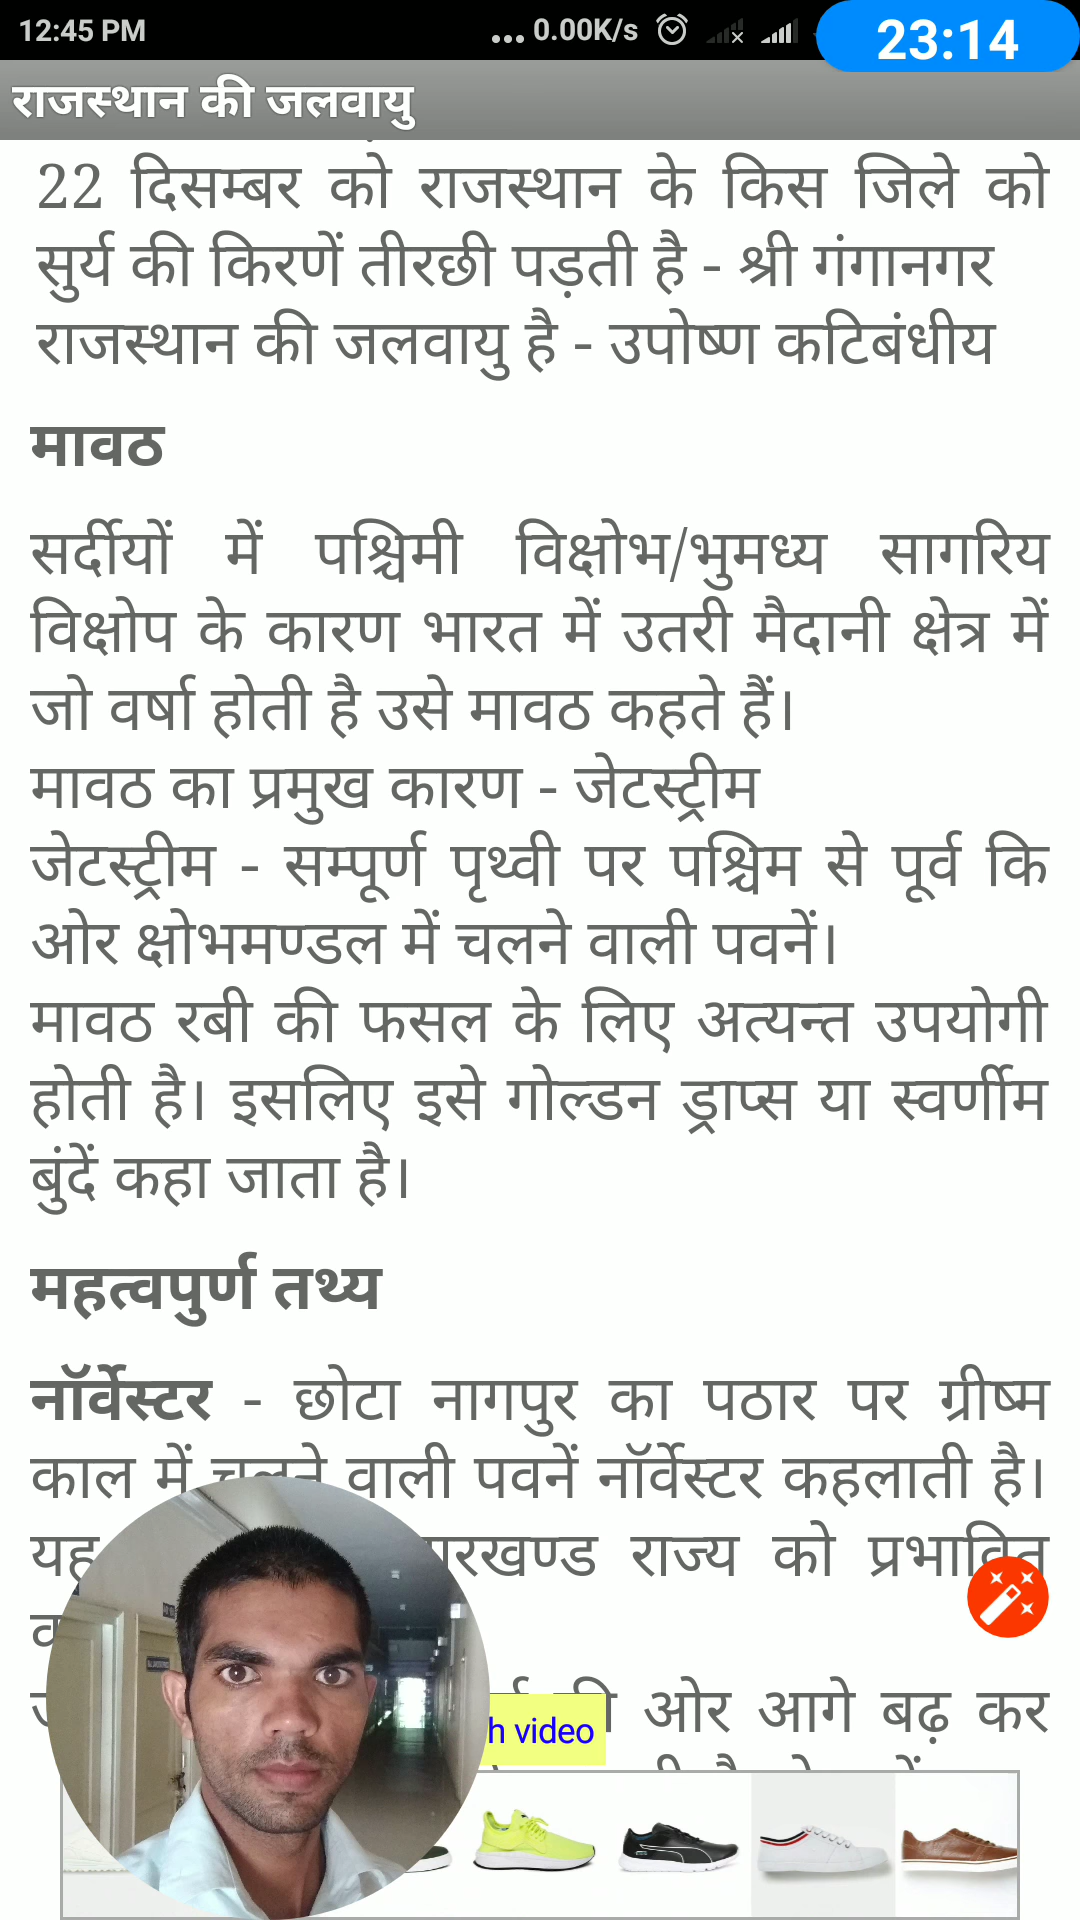 12:45 PM
... 0.00K/s
23:14
राजस्थान की जलवायु
22 दिसम्बर को राजस्थान के किस जिले को
सुर्य की किरणें तीरछी पड़ती है - श्री गंगानगर
राजस्थान की जलवायु है - उपोष्ण कटिबंधीय
मावठ
सर्दीयों में पश्चिमी विक्षोभ/भुमध्य सागरिय
विक्षोप के कारण भारत में उतरी मैदानी क्षेत्र में
जो वर्षा होती है उसे मावठ कहते हैं।
मावठ का प्रमुख कारण - जेटस्ट्रीम
जेटस्ट्रीम - सम्पूर्ण पृथ्वी पर पश्चिम से पूर्व कि
ओर क्षोभमण्डल में चलने वाली पवनें।
मावठ रबी की फसल के लिए अत्यन्त उपयोगी
होती है। इसलिए इसे गोल्डन ड्राप्स या स्वर्णीम
बुंदें कहा जाता है।
महत्वपुर्ण तथ्य
नॉर्वेस्टर - छोटा नागपुर का पठार पर ग्रीष्म
काल में चलने वाली पवनें नॉर्वेस्टर कहलाती है।
यह राज्य को प्रभावित
ओर आगे बढ़ कर
h video